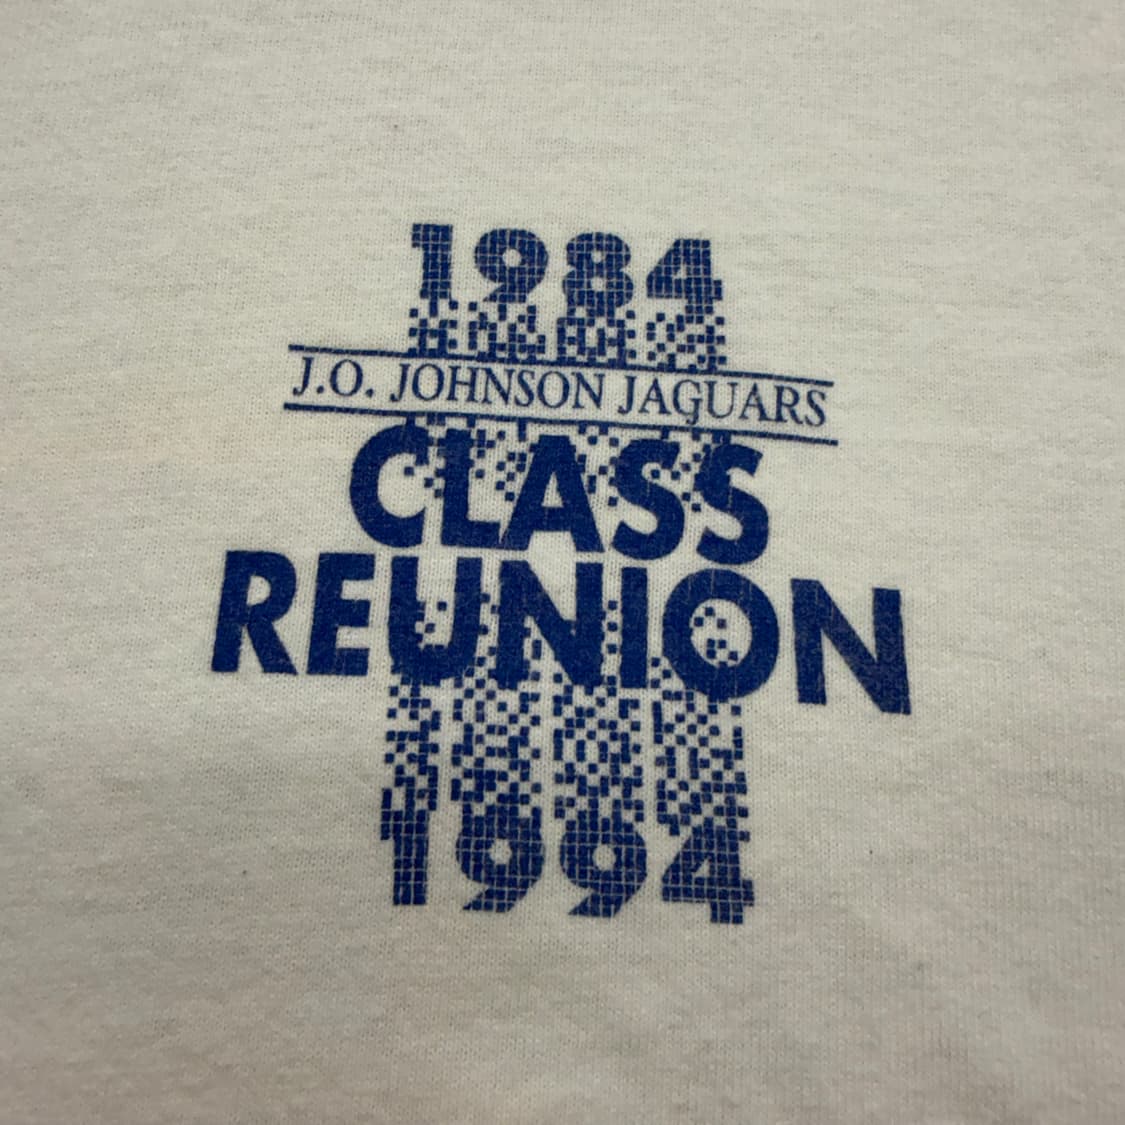 1984
J.O. JOHNSON JAGUARS
CLASS
REUNION
1994